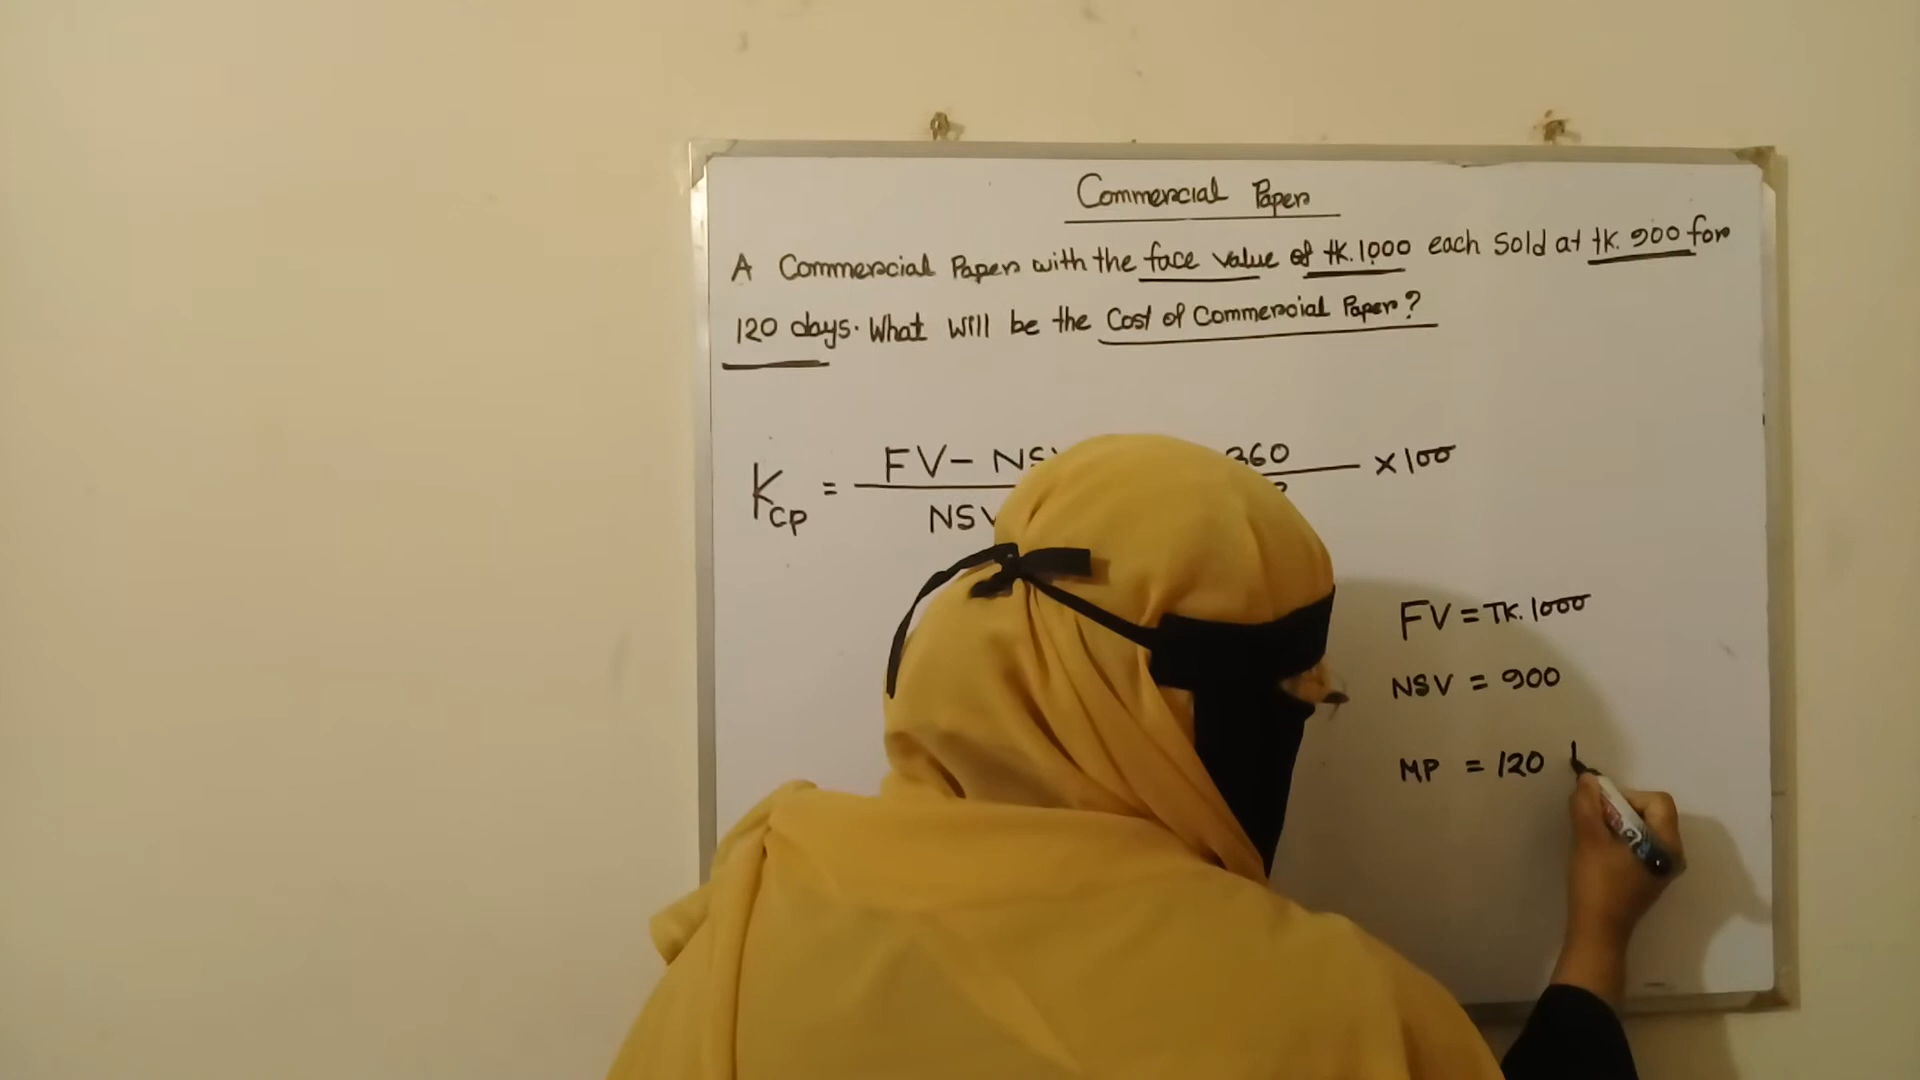 Commercial Paper
A Commercial Paper with the face value of tk.1000 each Sold at tk. 900 for
120 days. What will be the Cost of Commercial Paper?
FV - NSV 360 × 100
K_CP =
NSV
FV = TK. 1000
NSV = 900
MP = 120